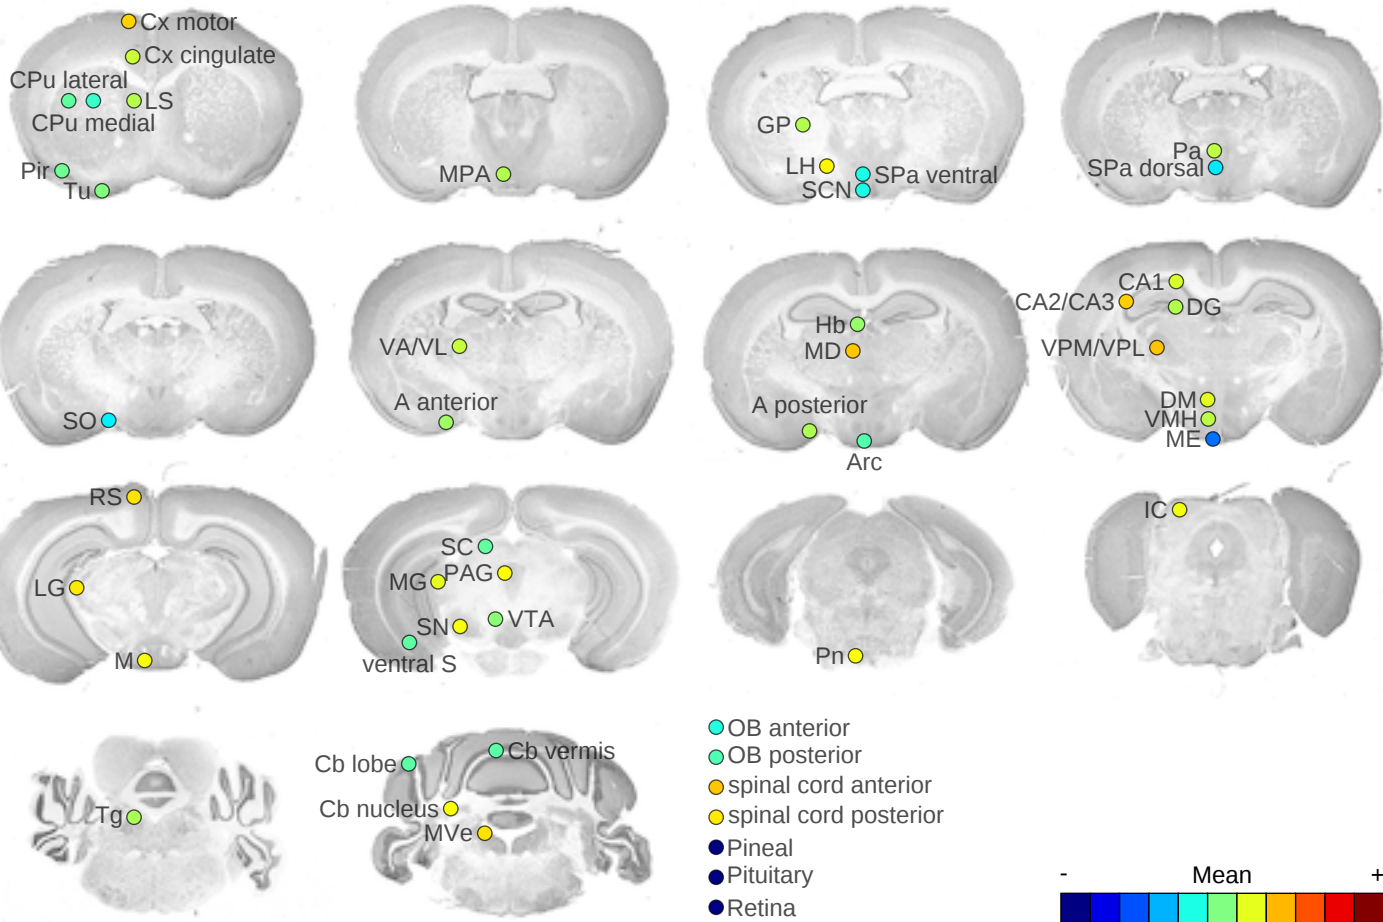 Cx motor
Cx cingulate
CPu lateral
LS
CPu medial
Pir
Tu
MPA
GP
LH
SPa ventral
SCN
Pa
SPa dorsal
SO
VA/VL
A anterior
Hb
MD
A posterior
Arc
CA1
CA2/CA3
DG
VPM/VPL
DM
VMH
ME
RS
LG
M
SC
MG
PAG
SN
VTA
ventral S
Pn
IC
Tg
Cb lobe
Cb vermis
Cb nucleus
MVe
OB anterior
OB posterior
spinal cord anterior
spinal cord posterior
Pineal
Pituitary
Retina
- Mean +